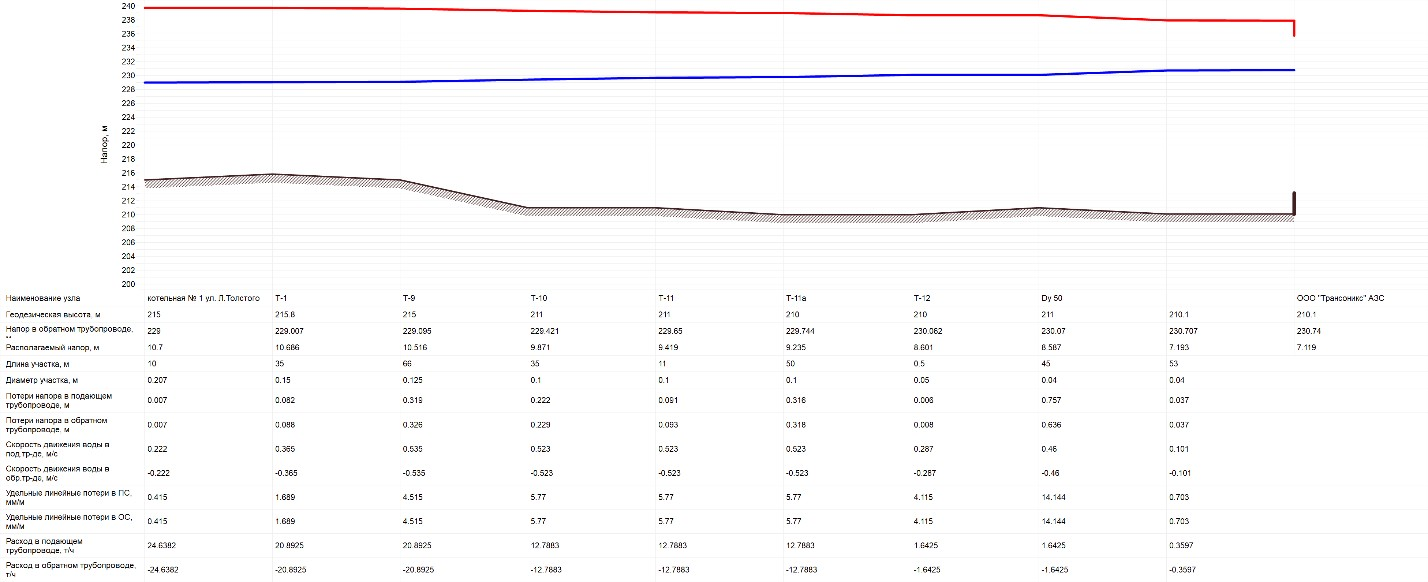 240
238
236
234
232
230
228
226
224
222
220
218
216
214
212
210
208
206
204
202
200
Напор, м
Наименование узла котельная № 1 ул. Л.Толстого Т-1 Т-9 Т-10 Т-11 Т-11а Т-12 Dy 50 ООО "Трансоникс" АЗС
Геодезическая высота, м 215 215.8 215 211 211 210 210 211 210.1 210.1
Напор в обратном трубопроводе, 229 229.007 229.095 229.421 229.65 229.744 230.062 230.07 230.707 230.74
Располагаемый напор, м 10.7 10.686 10.516 9.871 9.419 9.235 8.601 8.587 7.193 7.119
Длина участка, м 10 35 66 35 11 50 0.5 45 53
Диаметр участка, м 0.207 0.15 0.125 0.1 0.1 0.1 0.05 0.04 0.04
Потери напора в подающем
трубопроводе, м 0.007 0.082 0.319 0.222 0.091 0.316 0.006 0.757 0.037
Потери напора в обратном
трубопроводе, м 0.007 0.088 0.326 0.229 0.093 0.318 0.008 0.636 0.037
Скорость движения воды в
под.тр-де, м/с 0.222 0.365 0.535 0.523 0.523 0.523 0.287 0.46 0.101
Скорость движения воды в
обр.тр-де, м/с -0.222 -0.365 -0.535 -0.523 -0.523 -0.523 -0.287 -0.46 -0.101
Удельные линейные потери в ПС,
мм/м 0.415 1.689 4.515 5.77 5.77 5.77 4.115 14.144 0.703
Удельные линейные потери в ОС,
мм/м 0.415 1.689 4.515 5.77 5.77 5.77 4.115 14.144 0.703
Расход в подающем
трубопроводе, т/ч 24.6382 20.8925 20.8925 12.7883 12.7883 12.7883 1.6425 1.6425 0.3597
Расход в обратном трубопроводе,
т/ч -24.6382 -20.8925 -20.8925 -12.7883 -12.7883 -12.7883 -1.6425 -1.6425 -0.3597